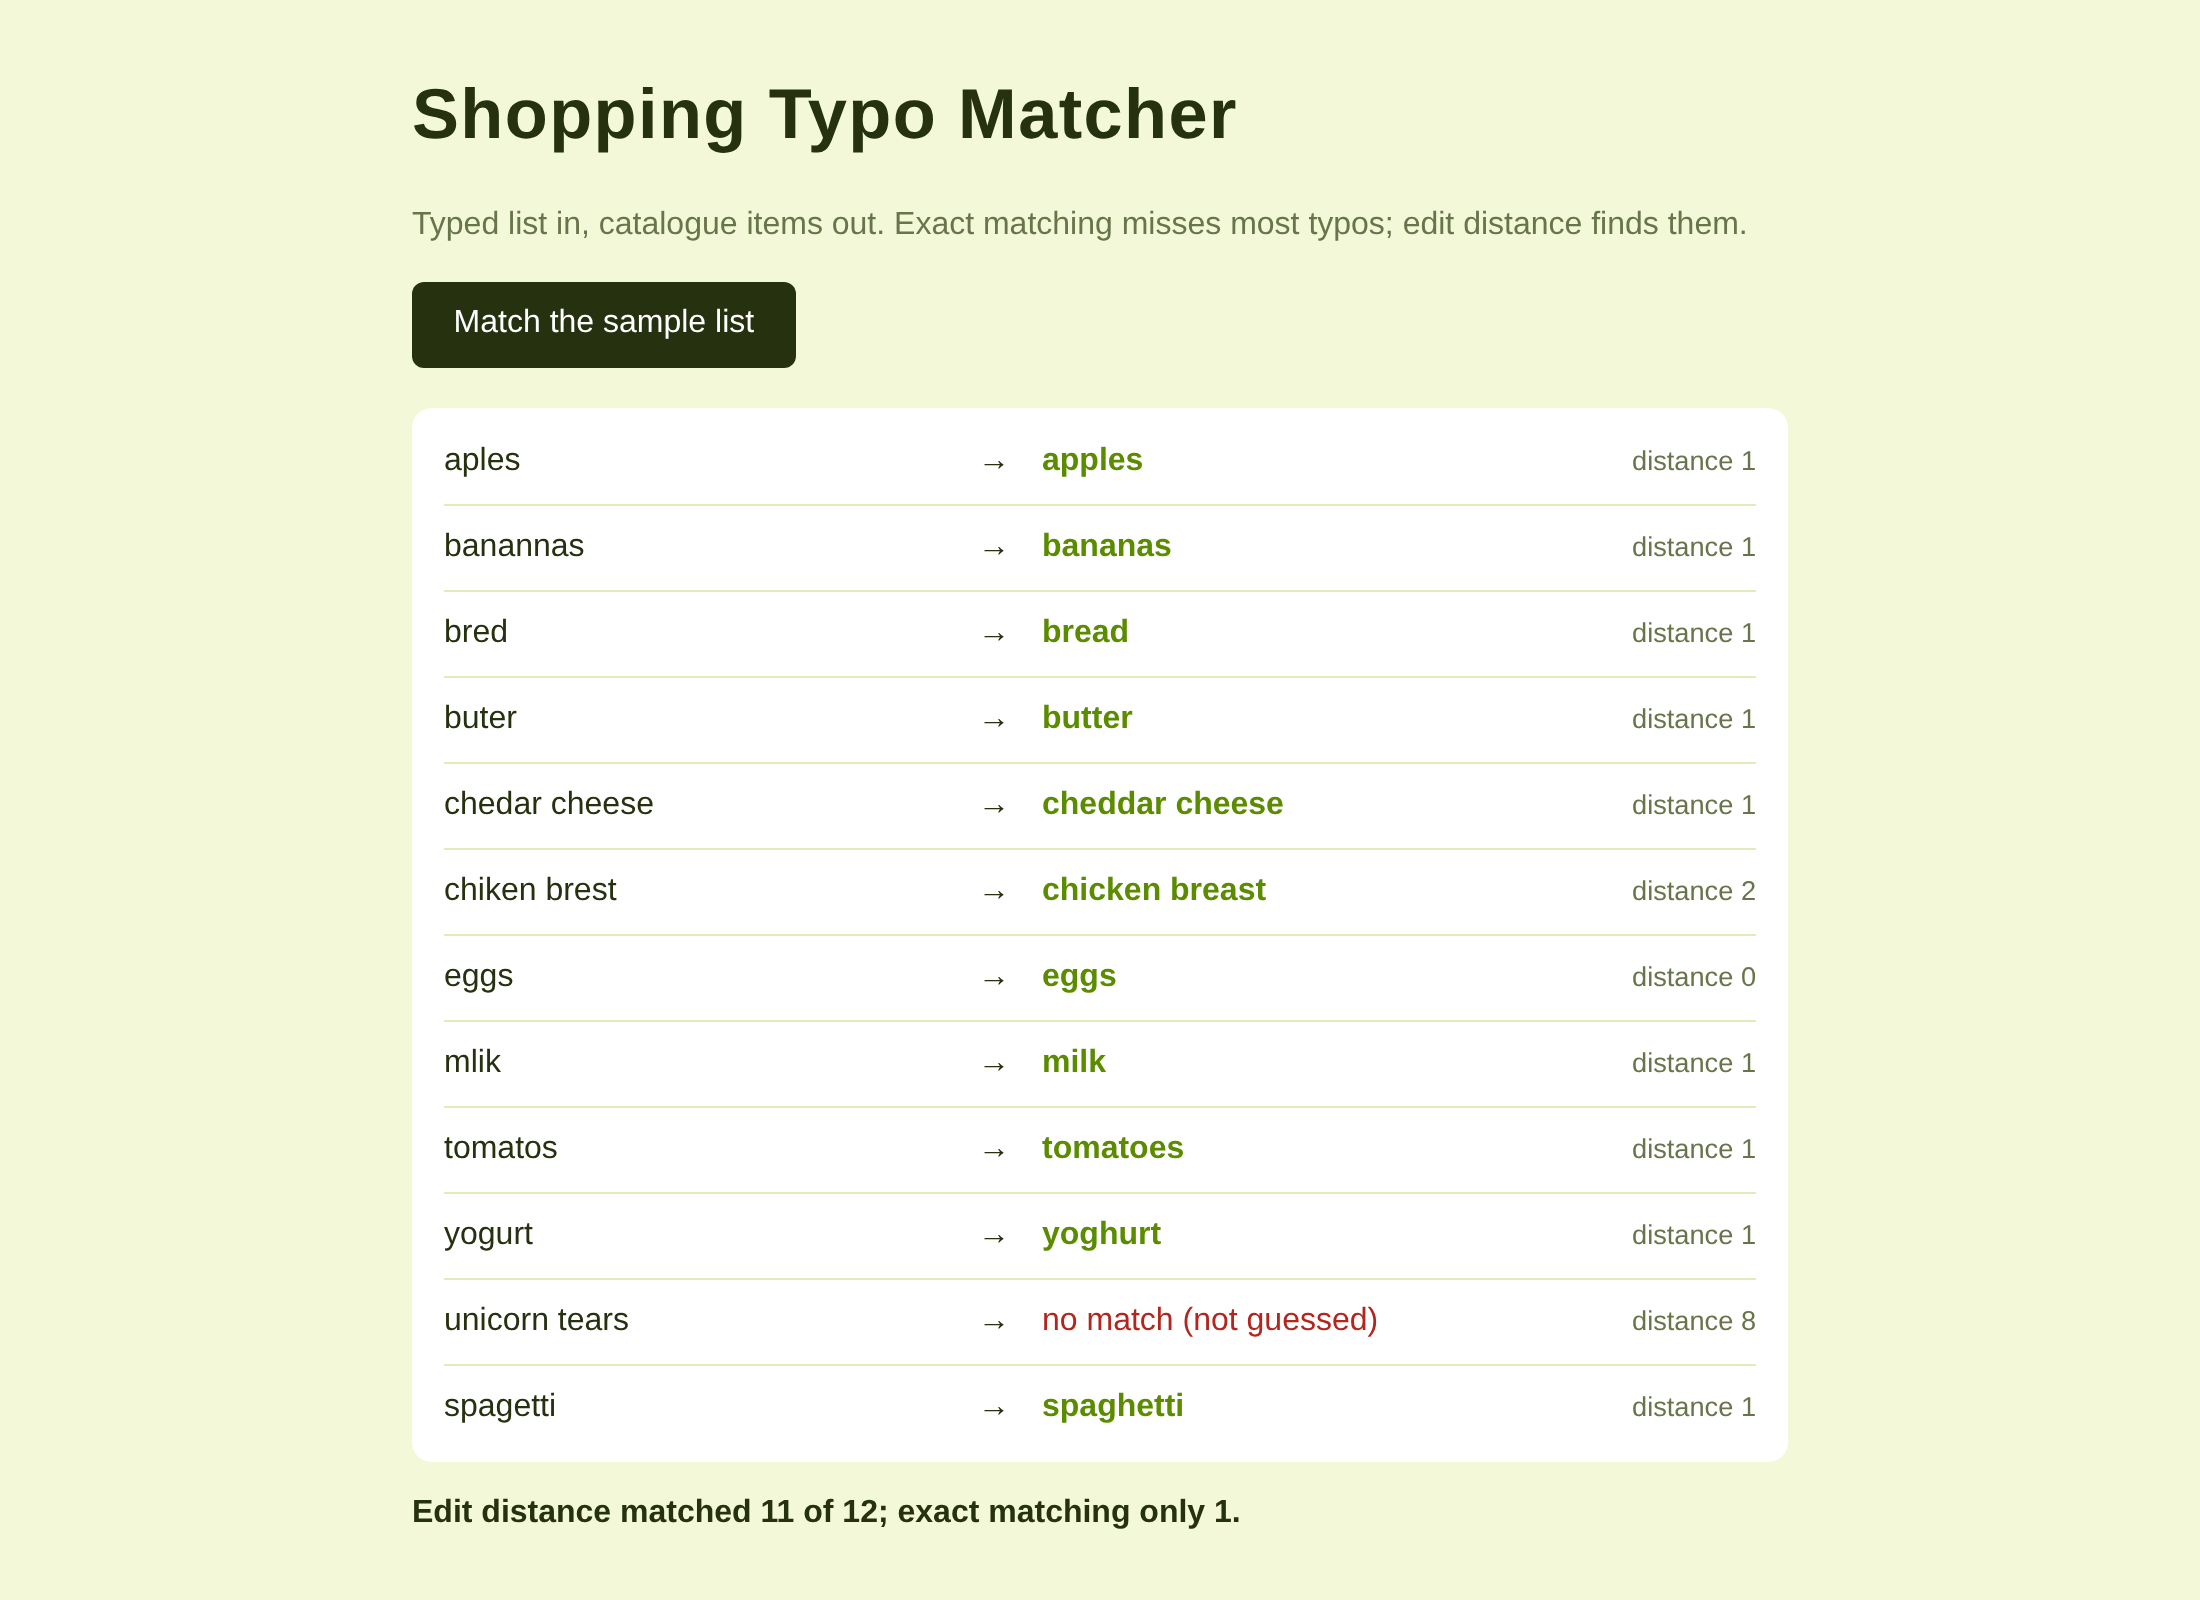 Shopping Typo Matcher
Typed list in, catalogue items out. Exact matching misses most typos; edit distance finds them.
Match the sample list
aples → apples distance 1
banannas → bananas distance 1
bred → bread distance 1
buter → butter distance 1
chedar cheese → cheddar cheese distance 1
chiken brest → chicken breast distance 2
eggs → eggs distance 0
mlik → milk distance 1
tomatos → tomatoes distance 1
yogurt → yoghurt distance 1
unicorn tears → no match (not guessed) distance 8
spagetti → spaghetti distance 1
Edit distance matched 11 of 12; exact matching only 1.